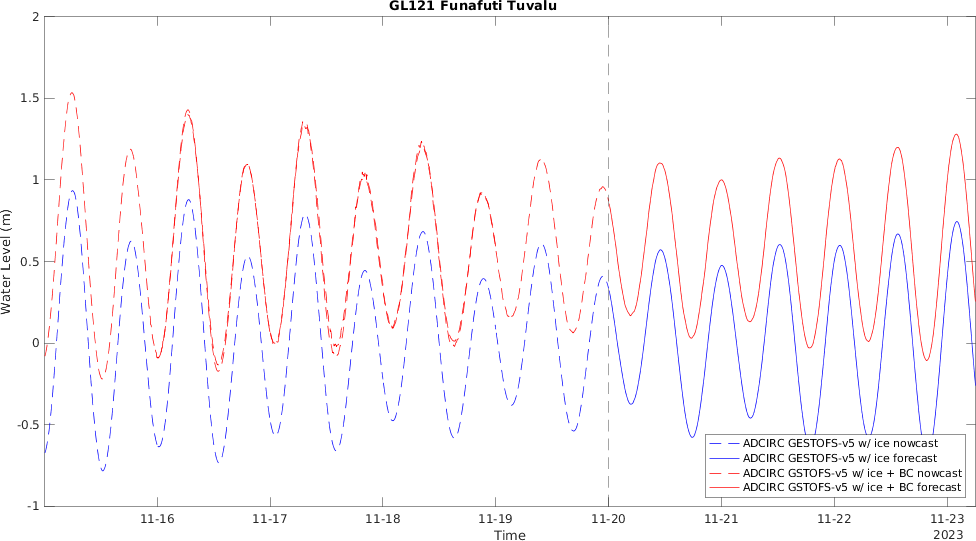 GL121 Funafuti Tuvalu
2
1.5
1
0.5
0
-0.5
-1
Water Level (m)
ADCIRC GESTOFS-v5 w/ ice nowcast
ADCIRC GESTOFS-v5 w/ ice forecast
ADCIRC GSTOFS-v5 w/ ice + BC nowcast
ADCIRC GSTOFS-v5 w/ ice + BC forecast
11-16 11-17 11-18 11-19 11-20 11-21 11-22 11-23
Time
2023